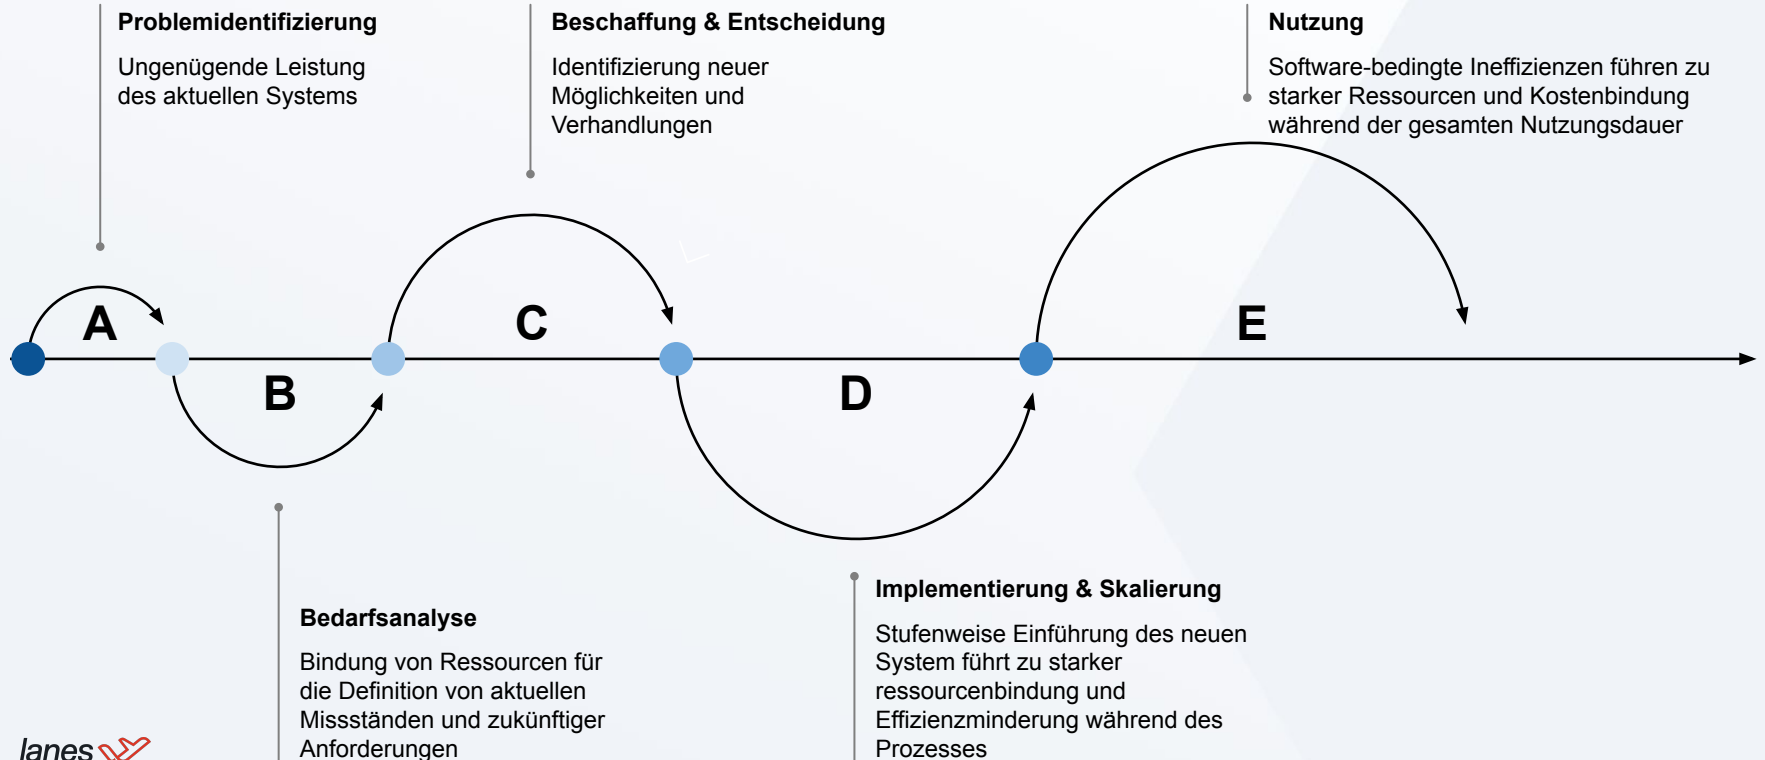 Problemidentifizierung
Ungenügende Leistung
des aktuellen Systems
Beschaffung & Entscheidung
Identifizierung neuer
Möglichkeiten und
Verhandlungen
Nutzung
Software-bedingte Ineffizienzen führen zu
starker Ressourcen und Kostenbindung
während der gesamten Nutzungsdauer
A
B
C
D
E
Bedarfsanalyse
Bindung von Ressourcen für
die Definition von aktuellen
Missständen und zukünftiger
Anforderungen
Implementierung & Skalierung
Stufenweise Einführung des neuen
System führt zu starker
ressourcenbindung und
Effizienzminderung während des
Prozesses
lanes